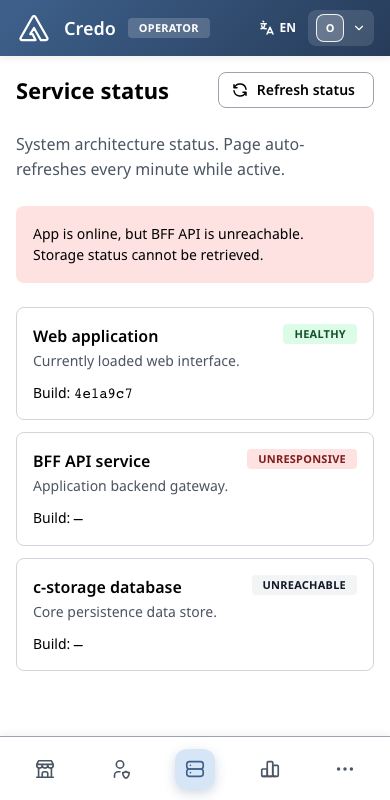 Credo
OPERATOR
EN
O
Service status
Refresh status
System architecture status. Page auto-
refreshes every minute while active.
App is online, but BFF API is unreachable.
Storage status cannot be retrieved.
Web application
HEALTHY
Currently loaded web interface.
Build: 4e1a9c7
BFF API service
UNRESPONSIVE
Application backend gateway.
Build: —
c-storage database
UNREACHABLE
Core persistence data store.
Build: —